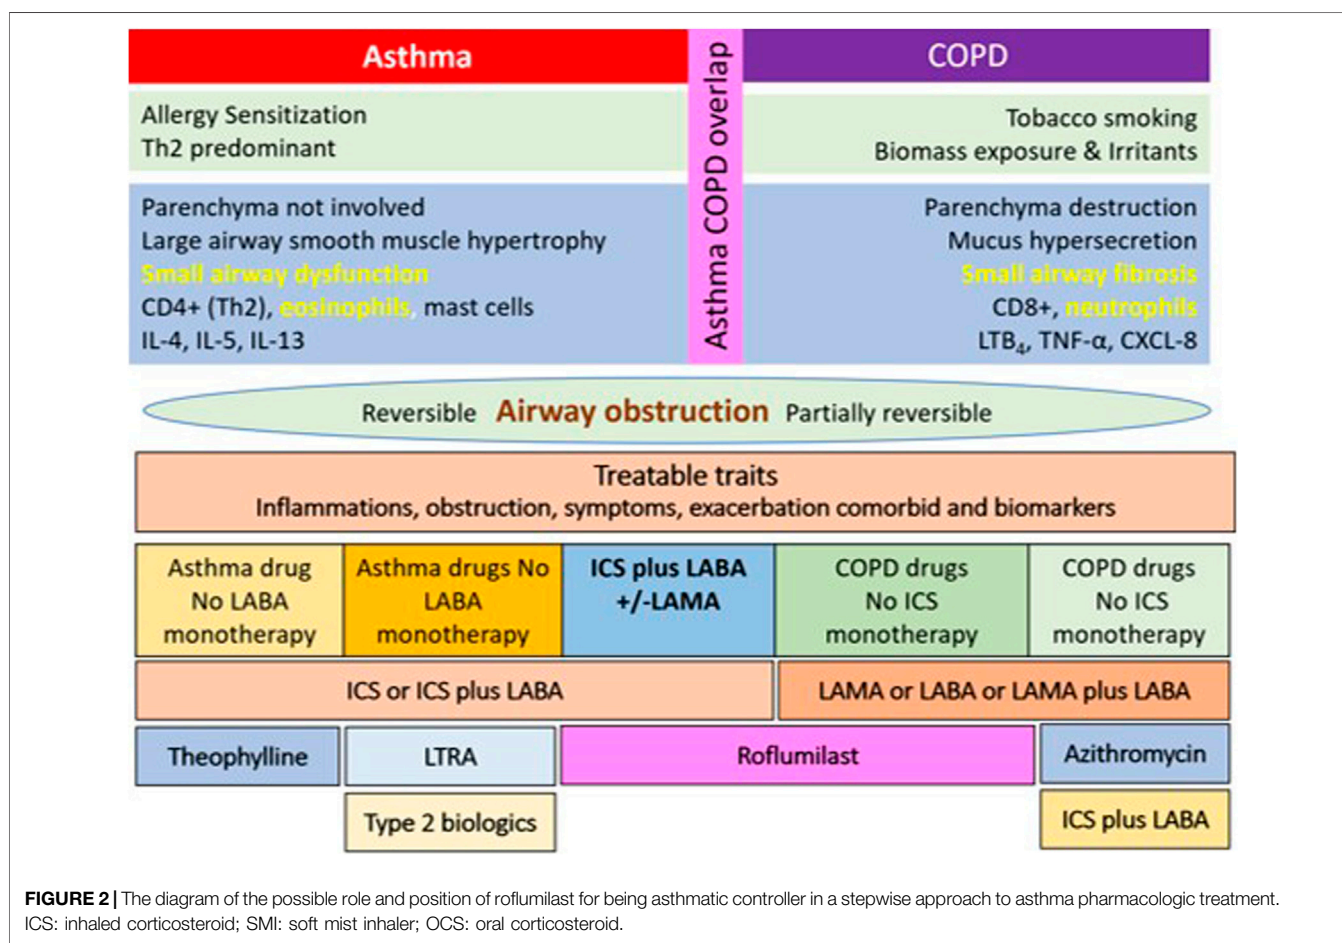 Asthma
COPD
Asthma COPD overlap
Allergy Sensitization
Th2 predominant
Tobacco smoking
Biomass exposure & Irritants
Parenchyma not involved
Large airway smooth muscle hypertrophy
Small airway dysfunction
CD4+ (Th2), eosinophils, mast cells
IL-4, IL-5, IL-13
Parenchyma destruction
Mucus hypersecretion
Small airway fibrosis
CD8+, neutrophils
LTB₄, TNF-α, CXCL-8
Reversible Airway obstruction Partially reversible
Treatable traits
Inflammations, obstruction, symptoms, exacerbation comorbid and biomarkers
Asthma drug
No LABA
monotherapy
Asthma drugs No
LABA
monotherapy
ICS plus LABA
+/-LAMA
COPD drugs
No ICS
monotherapy
COPD drugs
No ICS
monotherapy
ICS or ICS plus LABA
LAMA or LABA or LAMA plus LABA
Theophylline
LTRA
Roflumilast
Azithromycin
Type 2 biologics
ICS plus LABA
FIGURE 2 | The diagram of the possible role and position of roflumilast for being asthmatic controller in a stepwise approach to asthma pharmacologic treatment.
ICS: inhaled corticosteroid; SMI: soft mist inhaler; OCS: oral corticosteroid.